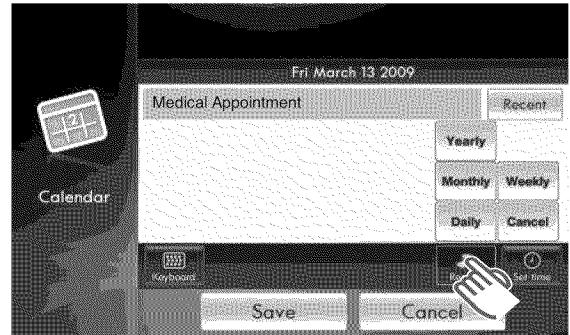 Fri March 13 2009
Medical Appointment
Recent
Yearly
Calendar
Monthly Weekly
Daily Cancel
Keyboard
Set time
Save Cancel